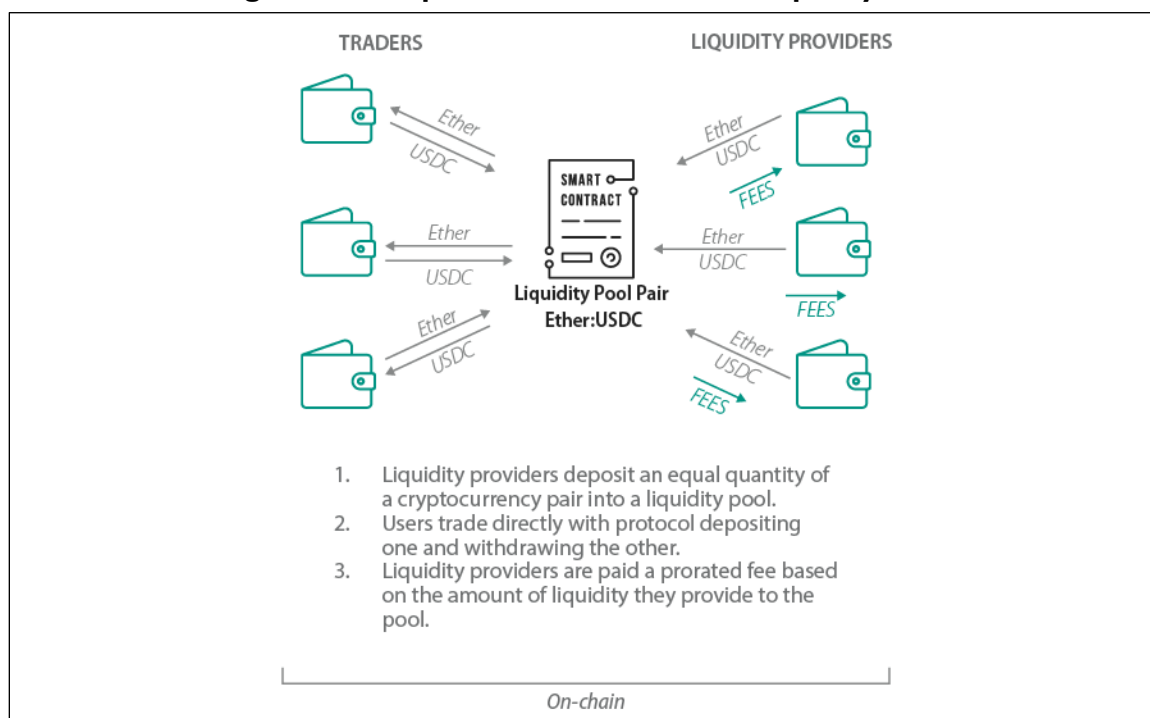 TRADERS
LIQUIDITY PROVIDERS
Ether
USDC
Ether
USDC
FEES
SMART
CONTRACT
Ether
USDC
Ether
USDC
FEES
Liquidity Pool Pair
Ether:USDC
Ether
USDC
Ether
USDC
FEES
1. Liquidity providers deposit an equal quantity of
a cryptocurrency pair into a liquidity pool.
2. Users trade directly with protocol depositing
one and withdrawing the other.
3. Liquidity providers are paid a prorated fee based
on the amount of liquidity they provide to the
pool.
On-chain